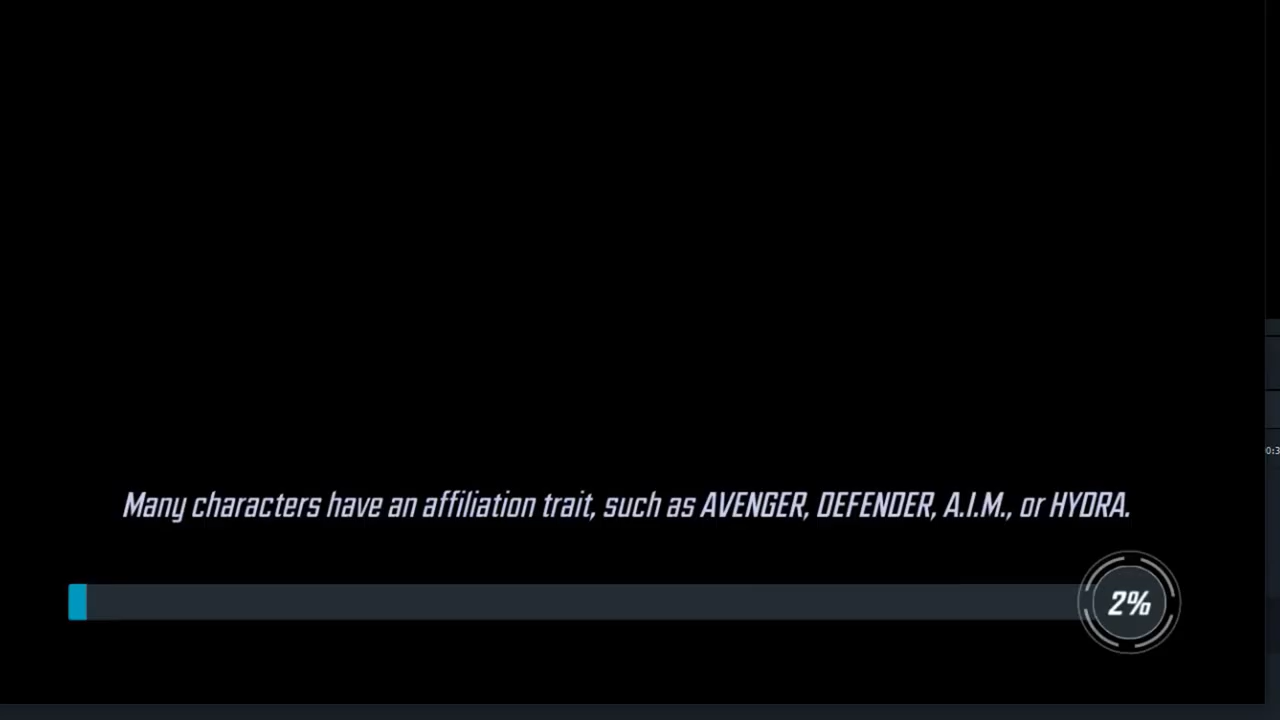 Many characters have an affiliation trait, such as AVENGER, DEFENDER, A.I.M., or HYDRA.
2%